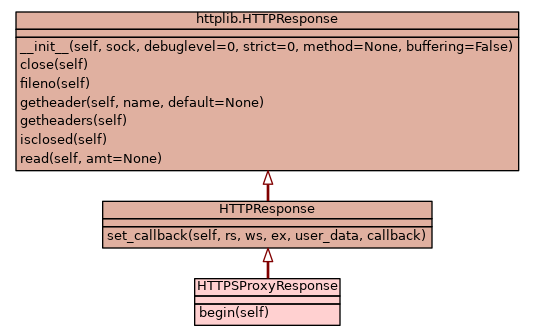 httplib.HTTPResponse
__init__(self, sock, debuglevel=0, strict=0, method=None, buffering=False)
close(self)
fileno(self)
getheader(self, name, default=None)
getheaders(self)
isclosed(self)
read(self, amt=None)
HTTPResponse
set_callback(self, rs, ws, ex, user_data, callback)
HTTPSProxyResponse
begin(self)